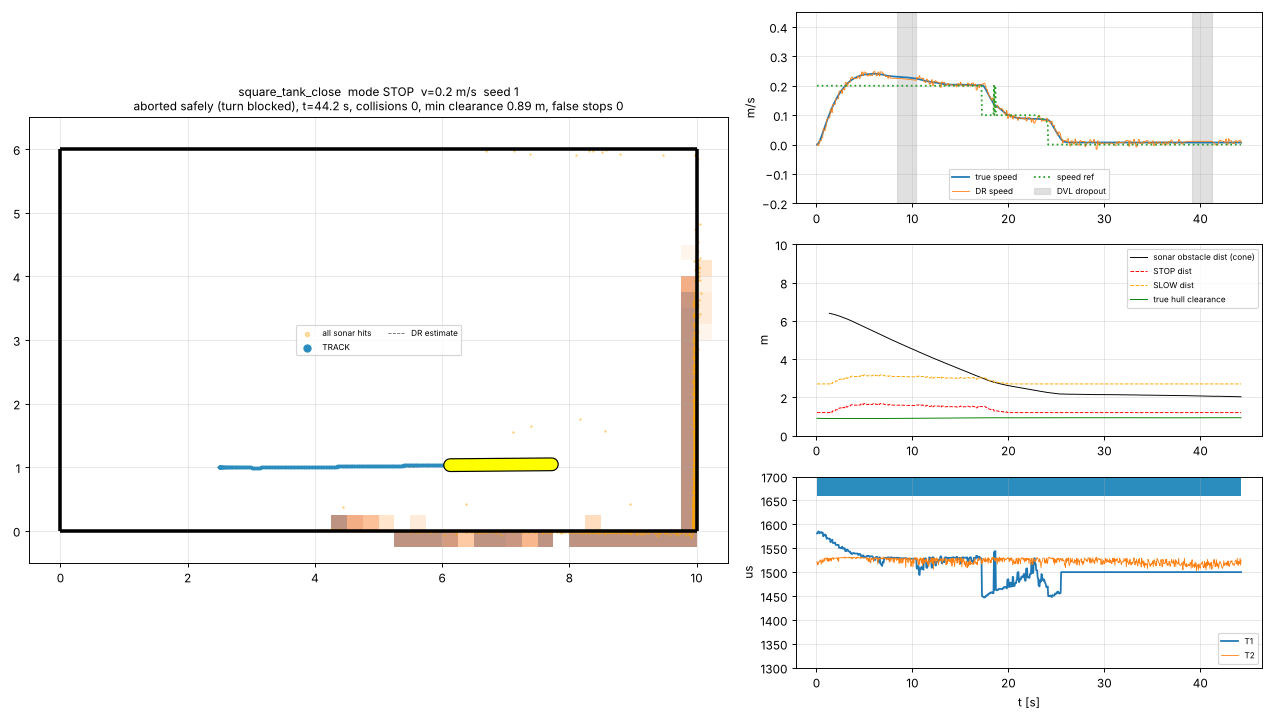 square_tank_close  mode STOP  v=0.2 m/s  seed 1
aborted safely (turn blocked), t=44.2 s, collisions 0, min clearance 0.89 m, false stops 0
6
5
4
3
2
1
0
0
2
4
6
8
10
all sonar hits
TRACK
DR estimate
m/s
0.4
0.3
0.2
0.1
0.0
−0.1
−0.2
0
10
20
30
40
true speed
DR speed
speed ref
DVL dropout
m
10
8
6
4
2
0
0
10
20
30
40
sonar obstacle dist (cone)
STOP dist
SLOW dist
true hull clearance
us
1700
1650
1600
1550
1500
1450
1400
1350
1300
0
10
20
30
40
T1
T2
t [s]